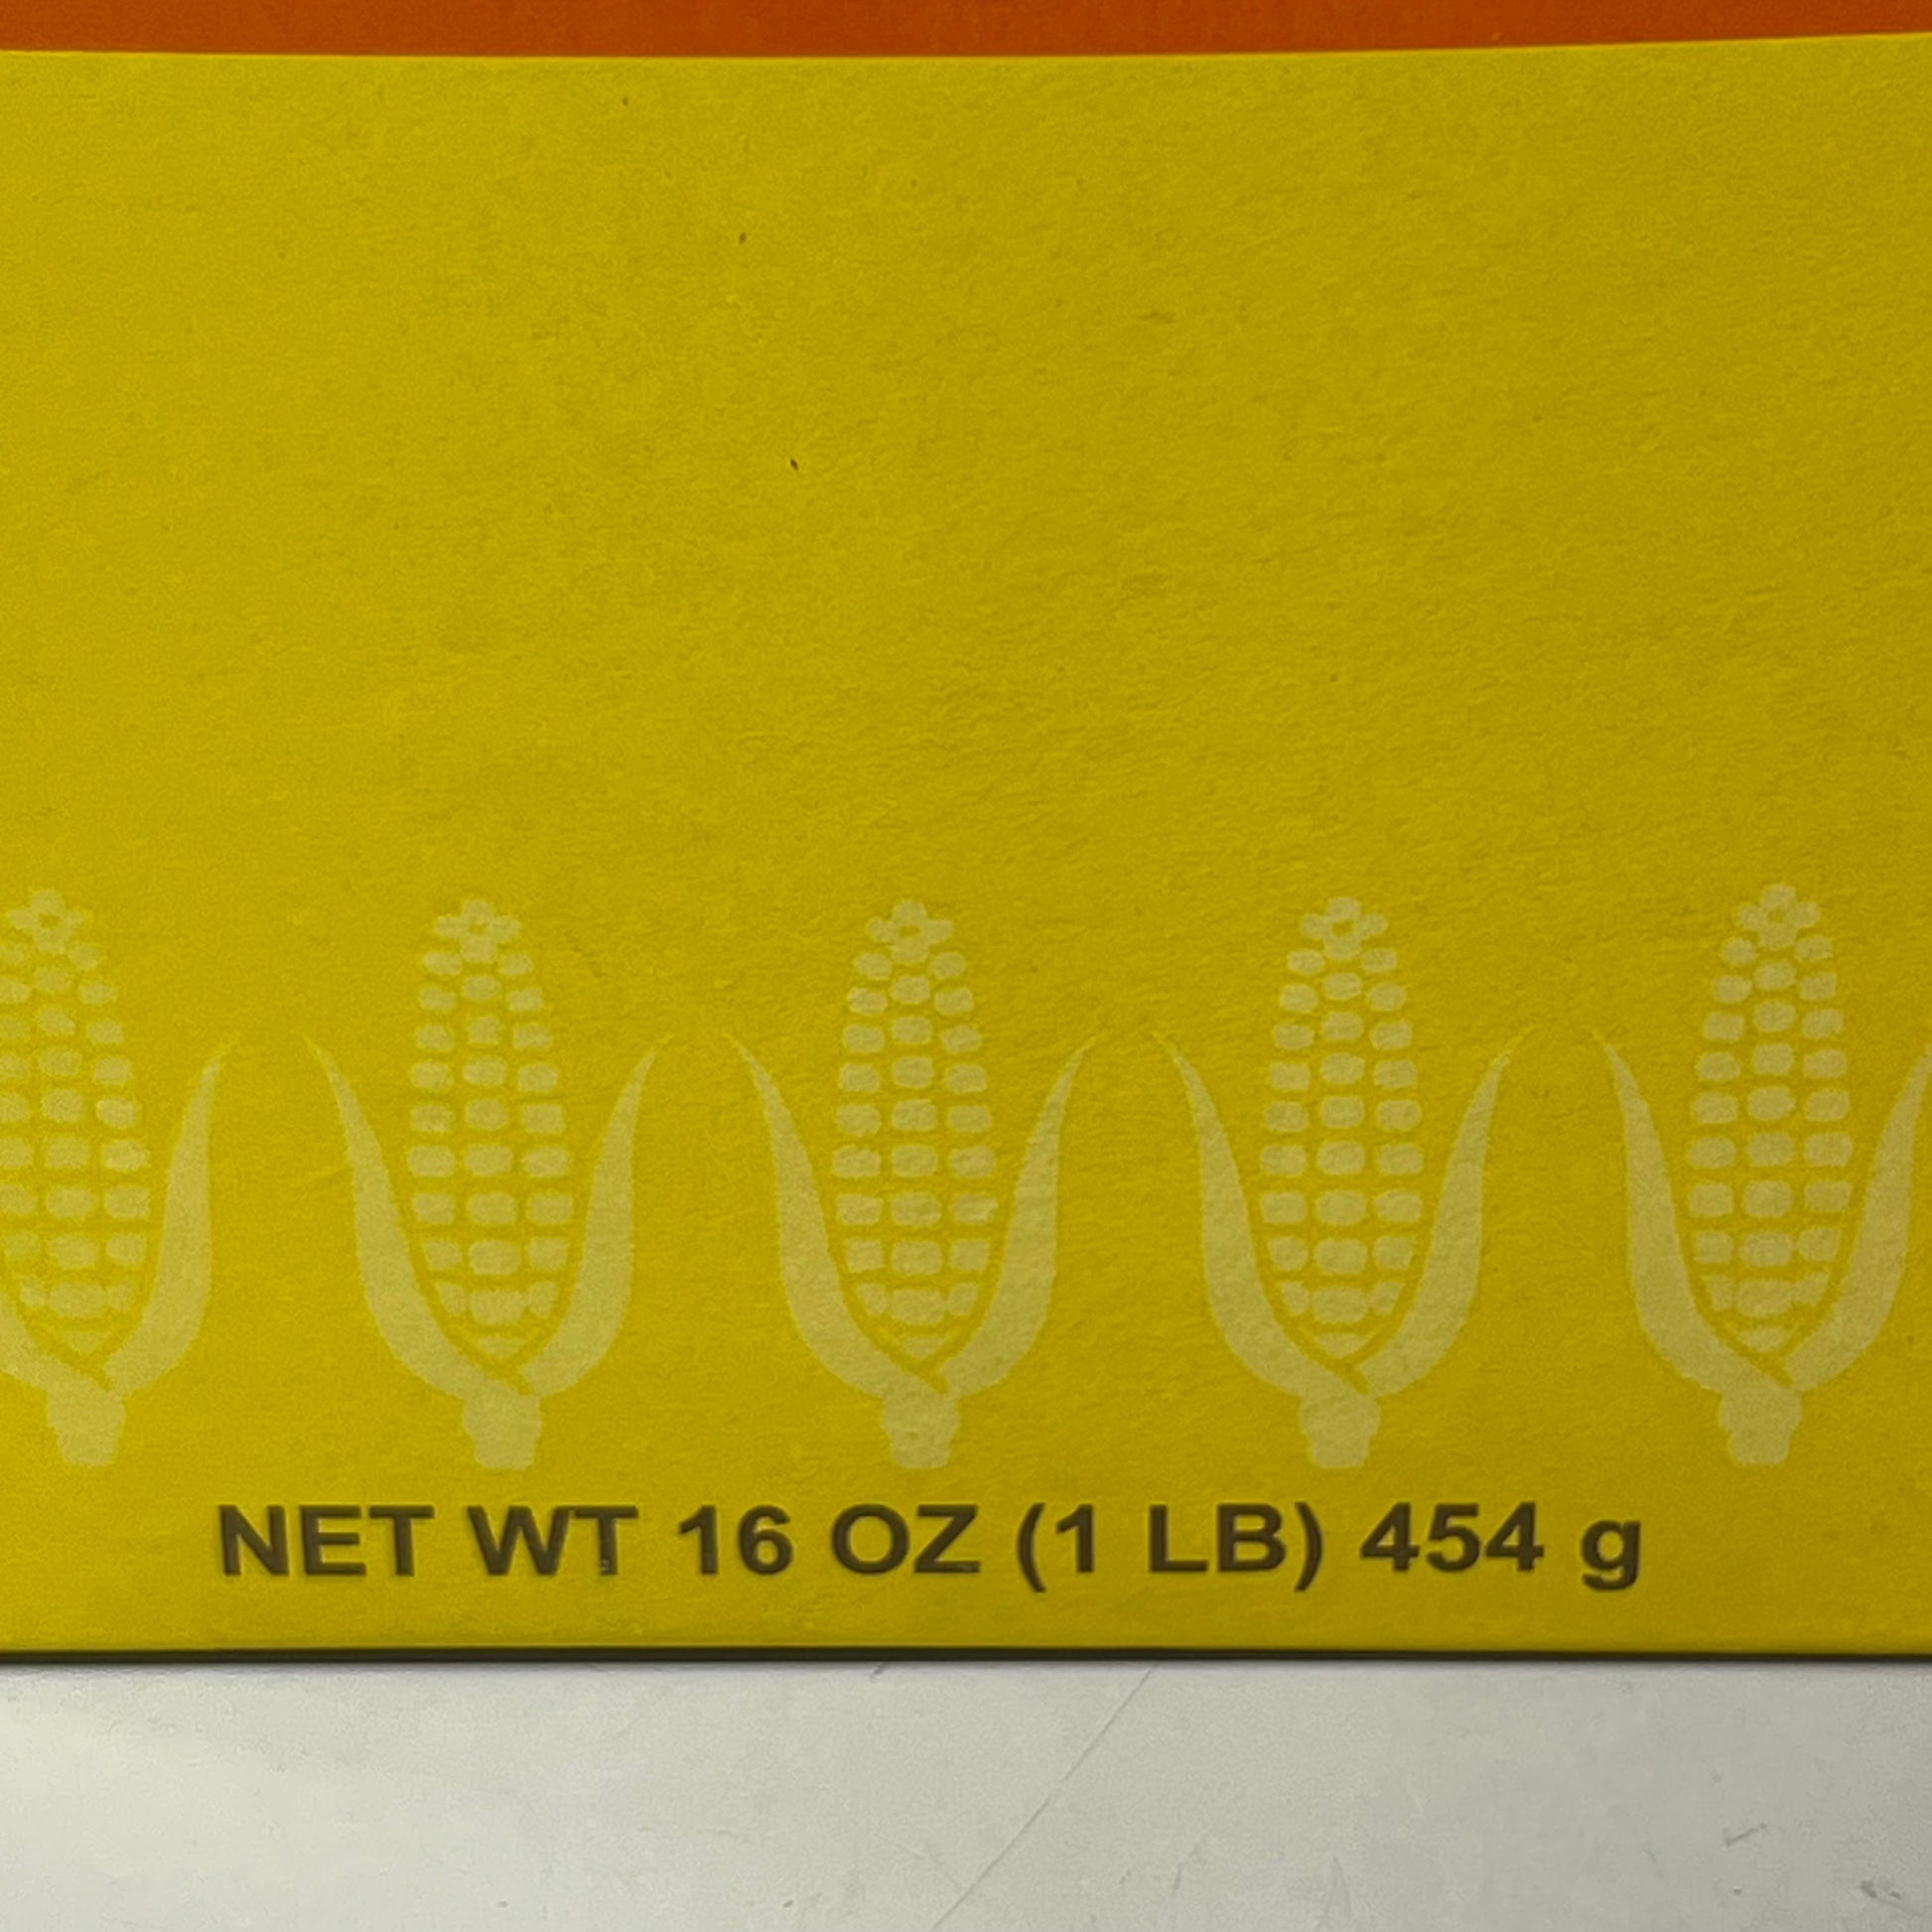 NET WT 16 OZ (1 LB) 454 g